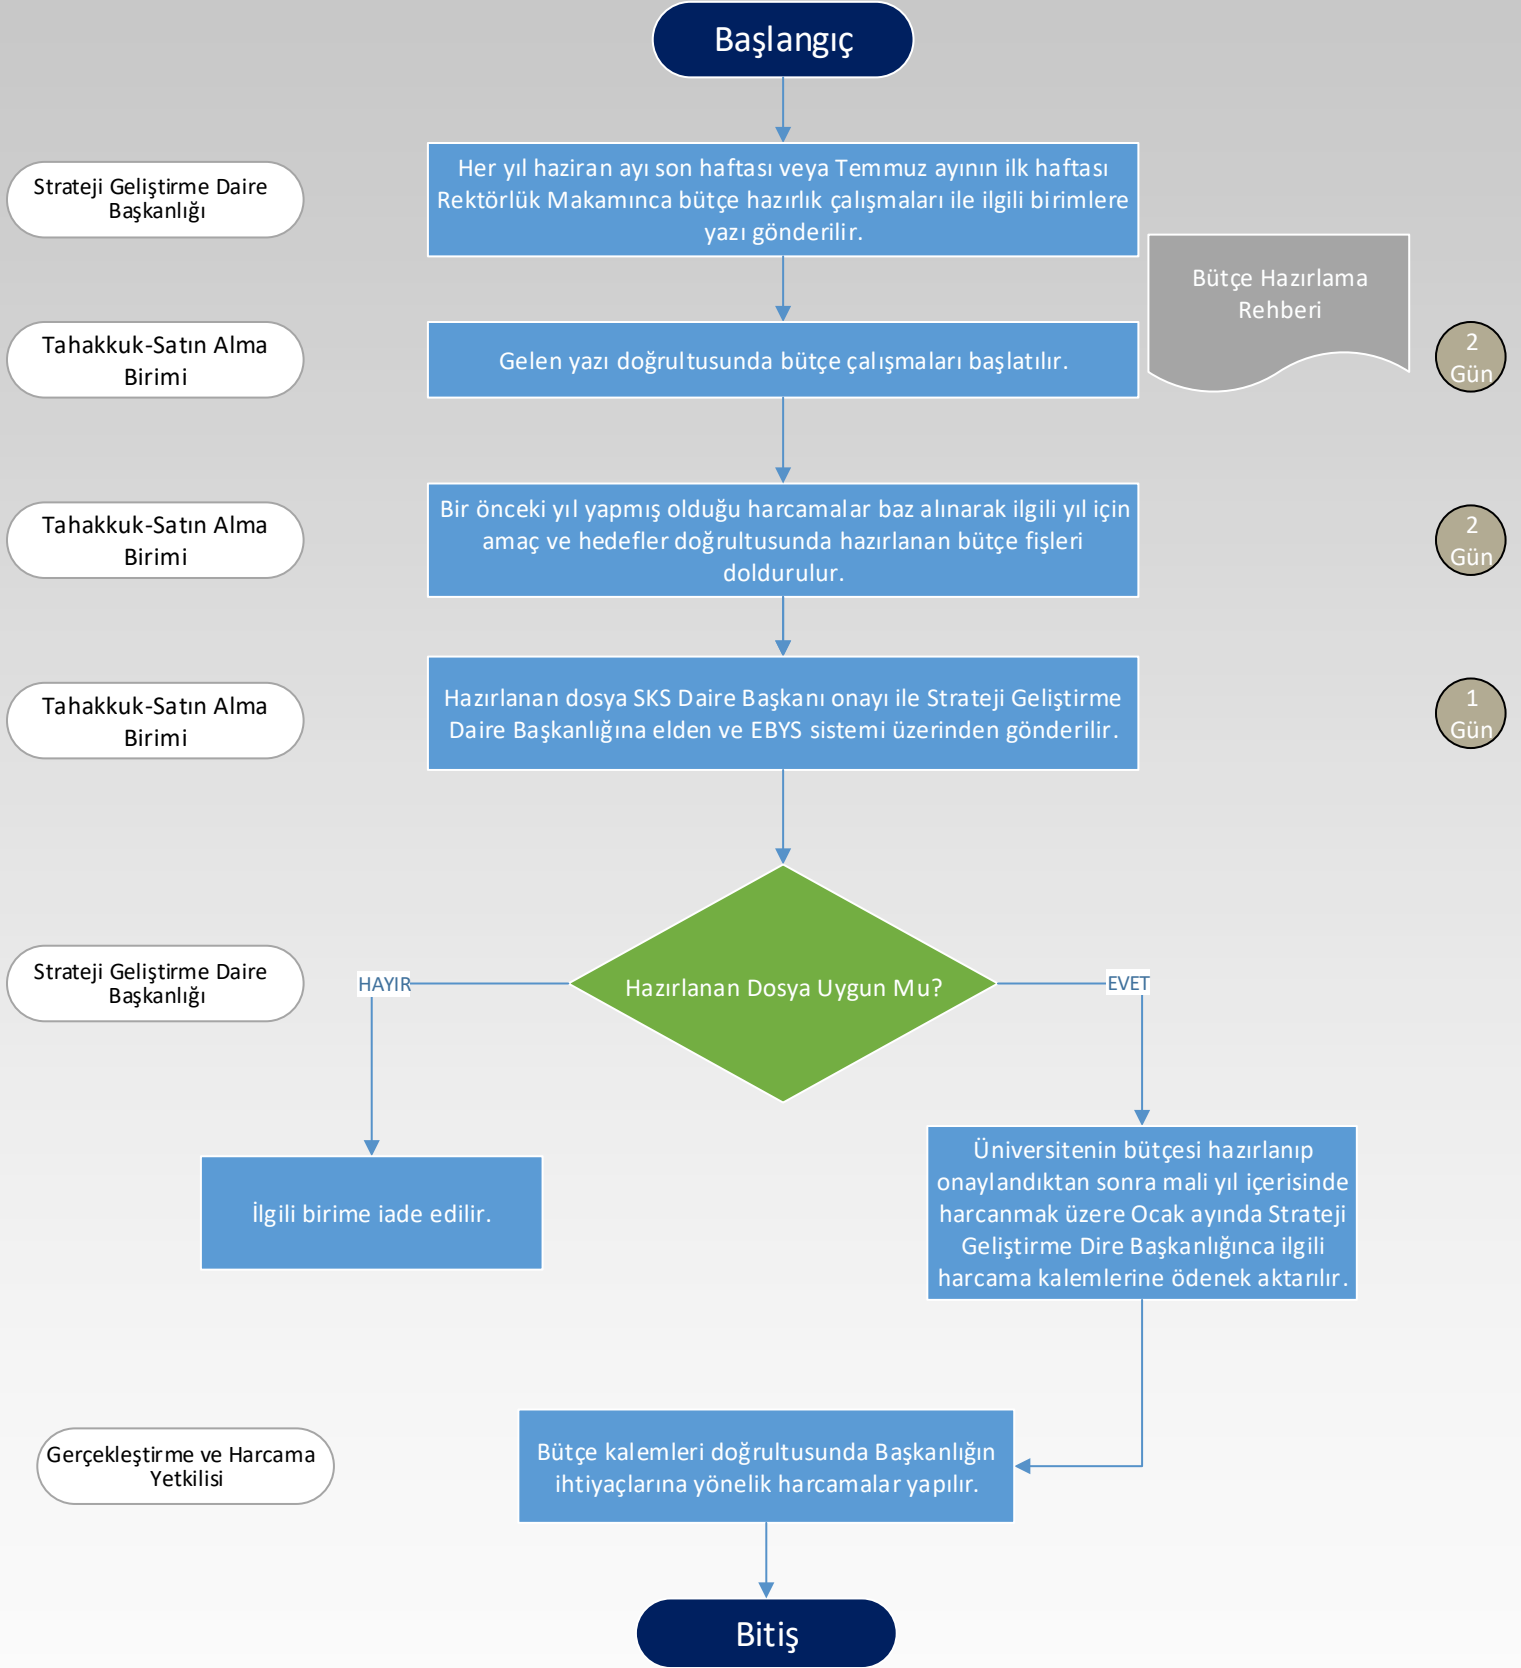 Başlangıç
Strateji Geliştirme Daire
Başkanlığı
Her yıl haziran ayı son haftası veya Temmuz ayının ilk haftası
Rektörlük Makamınca bütçe hazırlık çalışmaları ile ilgili birimlere
yazı gönderilir.
Bütçe Hazırlama
Rehberi
Tahakkuk-Satın Alma
Birimi
Gelen yazı doğrultusunda bütçe çalışmaları başlatılır.
2
Gün
Tahakkuk-Satın Alma
Birimi
Bir önceki yıl yapmış olduğu harcamalar baz alınarak ilgili yıl için
amaç ve hedefler doğrultusunda hazırlanan bütçe fişleri
doldurulur.
2
Gün
Tahakkuk-Satın Alma
Birimi
Hazırlanan dosya SKS Daire Başkanı onayı ile Strateji Geliştirme
Daire Başkanlığına elden ve EBYS sistemi üzerinden gönderilir.
1
Gün
Strateji Geliştirme Daire
Başkanlığı
HAYIR
Hazırlanan Dosya Uygun Mu?
EVET
İlgili birime iade edilir.
Üniversitenin bütçesi hazırlanıp
onaylandıktan sonra mali yıl içerisinde
harcanmak üzere Ocak ayında Strateji
Geliştirme Dire Başkanlığınca ilgili
harcama kalemlerine ödenek aktarılır.
Gerçekleştirme ve Harcama
Yetkilisi
Bütçe kalemleri doğrultusunda Başkanlığın
ihtiyaçlarına yönelik harcamalar yapılır.
Bitiş